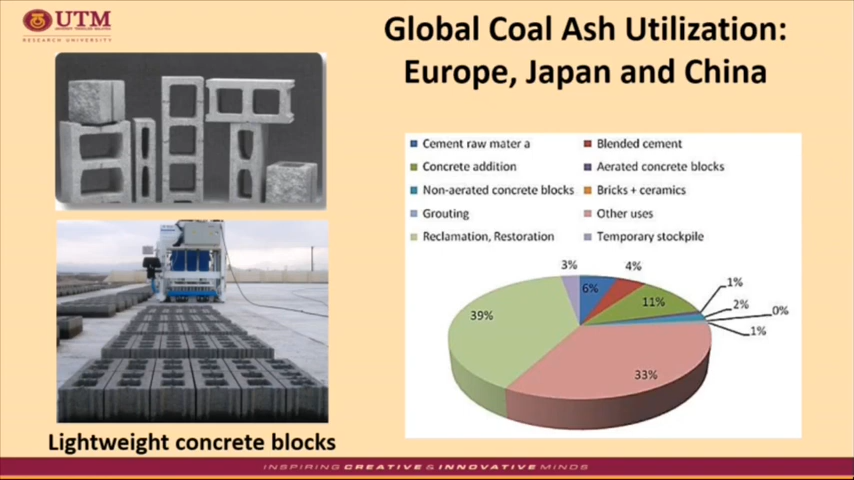 UTM
RESEARCH UNIVERSITY
Global Coal Ash Utilization:
Europe, Japan and China
Cement raw mater a
Blended cement
Concrete addition
Aerated concrete blocks
Non-aerated concrete blocks
Bricks + ceramics
Grouting
Other uses
Reclamation, Restoration
Temporary stockpile
3%
6%
4%
11%
1%
2%
0%
1%
33%
39%
Lightweight concrete blocks
INSPIRING CREATIVE & INNOVATIVE MINDS